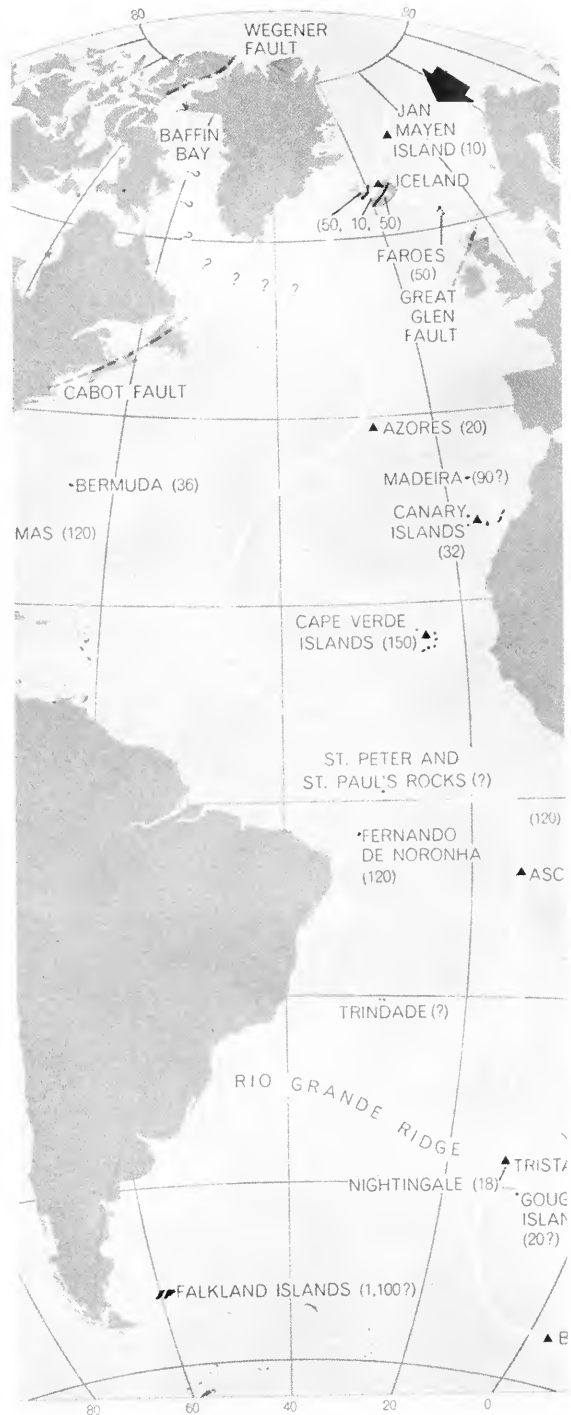 80
80
WEGENER
FAULT
BAFFIN
BAY
JAN
MAYEN
ISLAND (10)
ICELAND
(50, 10, 50)
?
?
?
? ? ? ?
FAROES
(50)
GREAT
GLEN
FAULT
CABOT FAULT
AZORES (20)
BERMUDA (36)
MADEIRA (90?)
CANARY
ISLANDS
(32)
MAS (120)
CAPE VERDE
ISLANDS (150)
ST. PETER AND
ST. PAUL'S ROCKS (?)
(120)
FERNANDO
DE NORONHA
(120)
ASC
TRINDADE (?)
RIO GRANDE RIDGE
TRISTA
NIGHTINGALE (18)
GOUG
ISLAN
(20?)
FALKLAND ISLANDS (1,100?)
B
80
60
40
20
0